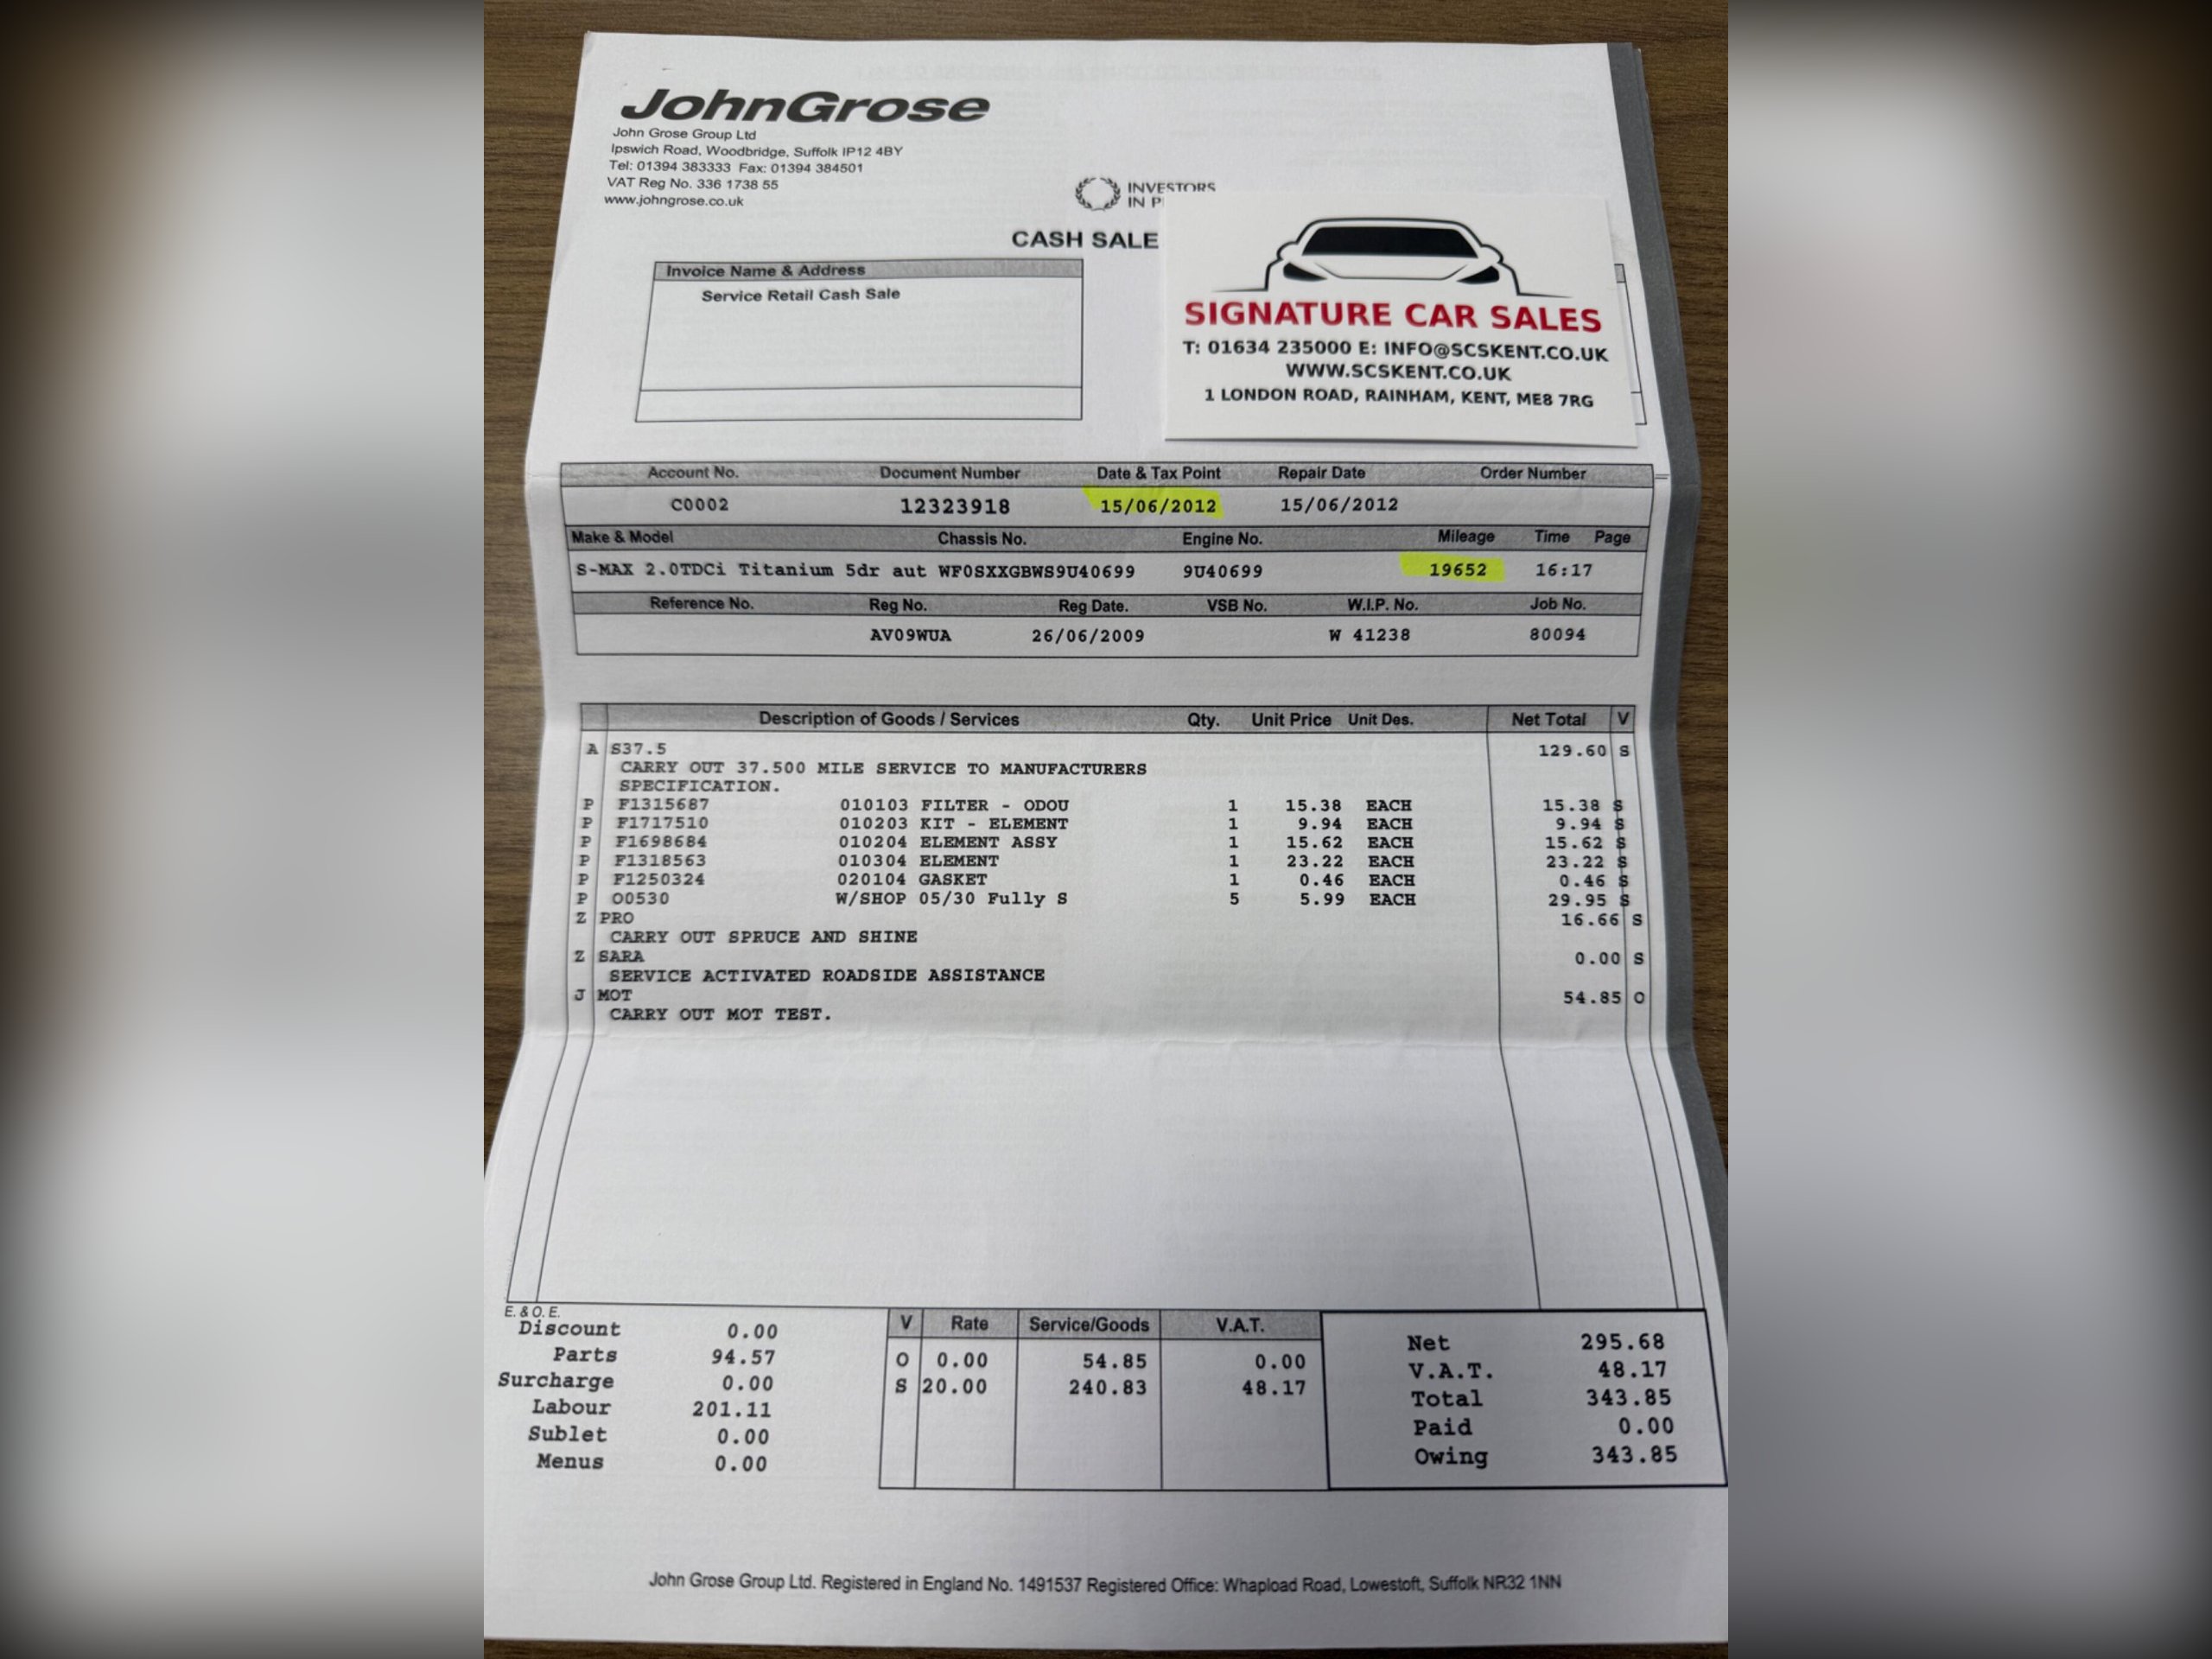 JohnGrose
John Grose Group Ltd
Ipswich Road, Woodbridge, Suffolk IP12 4BY
Tel: 01394 383333 Fax: 01394 384501
VAT Reg No. 336 1738 55
www.johngrose.co.uk
INVESTORS
IN P
CASH SALE
Invoice Name & Address
Service Retail Cash Sale
SIGNATURE CAR SALES
T: 01634 235000 E: INFO@SCSKENT.CO.UK
WWW.SCSKENT.CO.UK
1 LONDON ROAD, RAINHAM, KENT, ME8 7RG
Account No. Document Number Date & Tax Point Repair Date Order Number
C0002 12323918 15/06/2012 15/06/2012
Make & Model Chassis No. Engine No. Mileage Time Page
S-MAX 2.0TDCi Titanium 5dr aut WF0SXXGBWS9U40699 9U40699 19652 16:17
Reference No. Reg No. Reg Date. VSB No. W.I.P. No. Job No.
AV09WUA 26/06/2009 W 41238 80094
Description of Goods / Services Qty. Unit Price Unit Des. Net Total V
A S37.5 129.60 S
CARRY OUT 37.500 MILE SERVICE TO MANUFACTURERS
SPECIFICATION.
P F1315687 010103 FILTER - ODOU 1 15.38 EACH 15.38 S
P F1717510 010203 KIT - ELEMENT 1 9.94 EACH 9.94 S
P F1698684 010204 ELEMENT ASSY 1 15.62 EACH 15.62 S
P F1318563 010304 ELEMENT 1 23.22 EACH 23.22 S
P F1250324 020104 GASKET 1 0.46 EACH 0.46 S
P O0530 W/SHOP 05/30 Fully S 5 5.99 EACH 29.95 S
Z PRO 16.66 S
CARRY OUT SPRUCE AND SHINE
Z SARA 0.00 S
SERVICE ACTIVATED ROADSIDE ASSISTANCE
J MOT 54.85 O
CARRY OUT MOT TEST.
E. & O. E.
Discount 0.00
Parts 94.57
Surcharge 0.00
Labour 201.11
Sublet 0.00
Menus 0.00
V Rate Service/Goods V.A.T.
O 0.00 54.85 0.00
S 20.00 240.83 48.17
Net 295.68
V.A.T. 48.17
Total 343.85
Paid 0.00
Owing 343.85
John Grose Group Ltd. Registered in England No. 1491537 Registered Office: Whapload Road, Lowestoft, Suffolk NR32 1NN